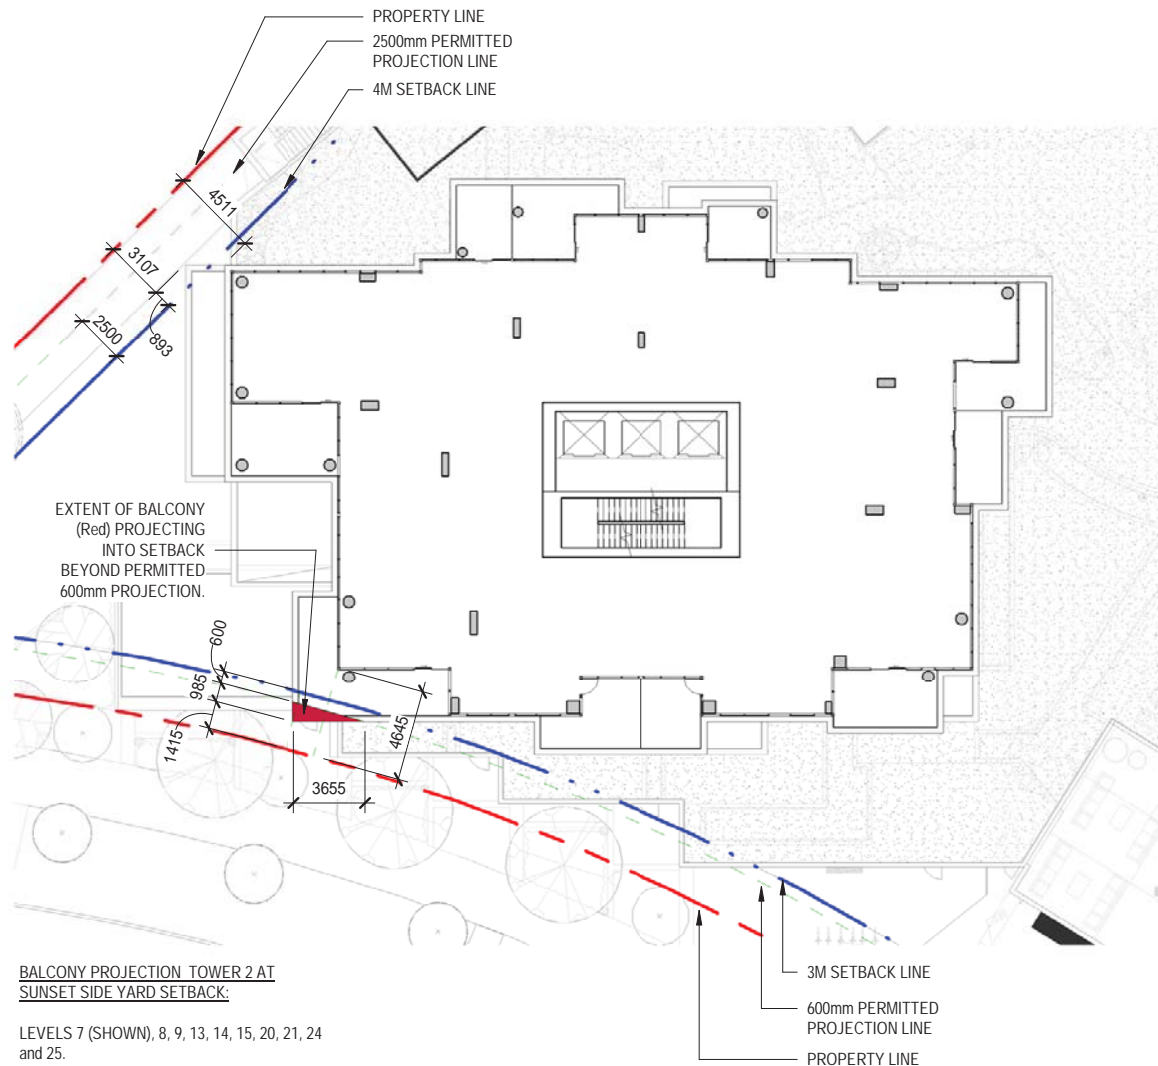 PROPERTY LINE
2500mm PERMITTED
PROJECTION LINE
4M SETBACK LINE
4511
3107
2500
893
EXTENT OF BALCONY
(Red) PROJECTING
INTO SETBACK
BEYOND PERMITTED
600mm PROJECTION.
600
985
1415
4645
3655
BALCONY PROJECTION TOWER 2 AT
SUNSET SIDE YARD SETBACK:
LEVELS 7 (SHOWN), 8, 9, 13, 14, 15, 20, 21, 24
and 25.
3M SETBACK LINE
600mm PERMITTED
PROJECTION LINE
PROPERTY LINE